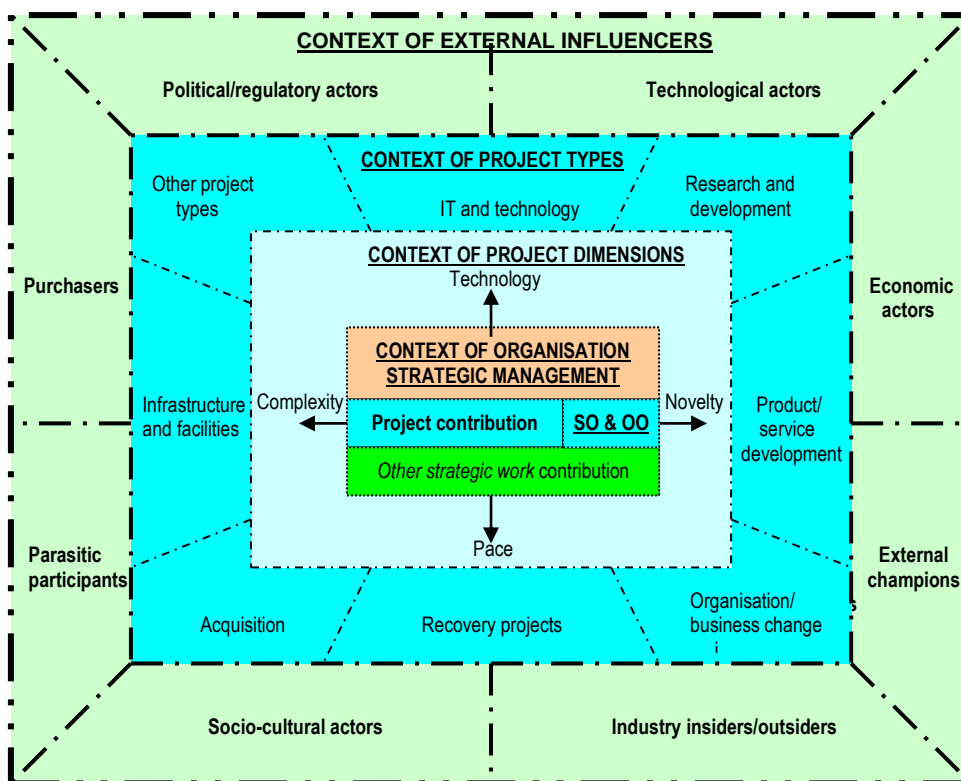 CONTEXT OF EXTERNAL INFLUENCERS
Political/regulatory actors
Technological actors
CONTEXT OF PROJECT TYPES
Other project
types
IT and technology
Research and
development
CONTEXT OF PROJECT DIMENSIONS
Technology
Purchasers
Economic
actors
CONTEXT OF ORGANISATION
STRATEGIC MANAGEMENT
Infrastructure
and facilities
Complexity
Project contribution
SO & OO
Novelty
Product/
service
development
Other strategic work contribution
Pace
Parasitic
participants
External
champions
Acquisition
Recovery projects
Organisation/
business change
s
Socio-cultural actors
Industry insiders/outsiders